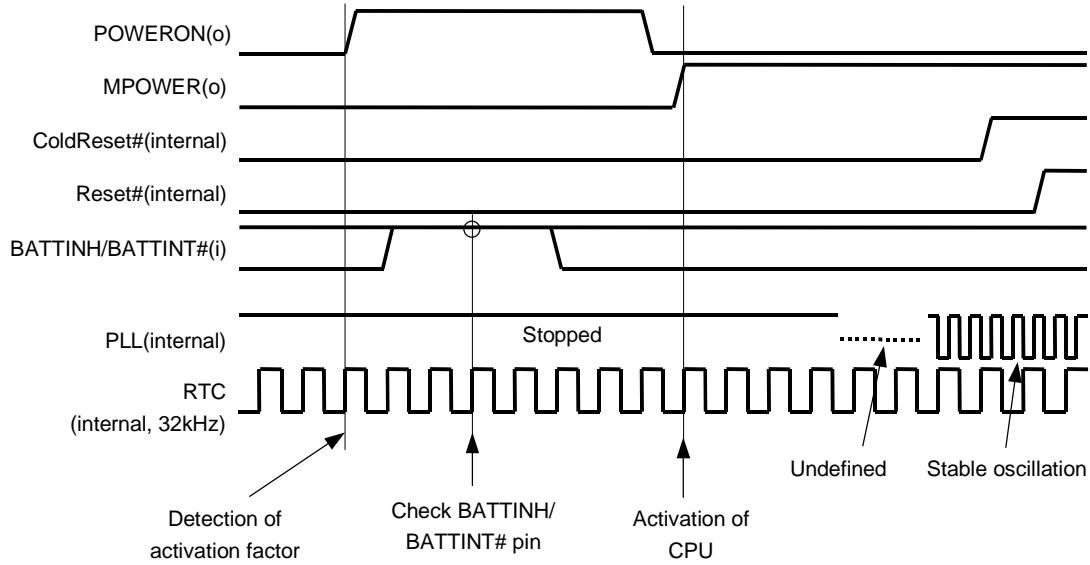 POWERON(o)
MPOWER(o)
ColdReset#(internal)
Reset#(internal)
BATTINH/BATTINT#(i)
PLL(internal)
Stopped
RTC
(internal, 32kHz)
Undefined
Stable oscillation
Detection of
activation factor
Check BATTINH/
BATTINT# pin
Activation of
CPU